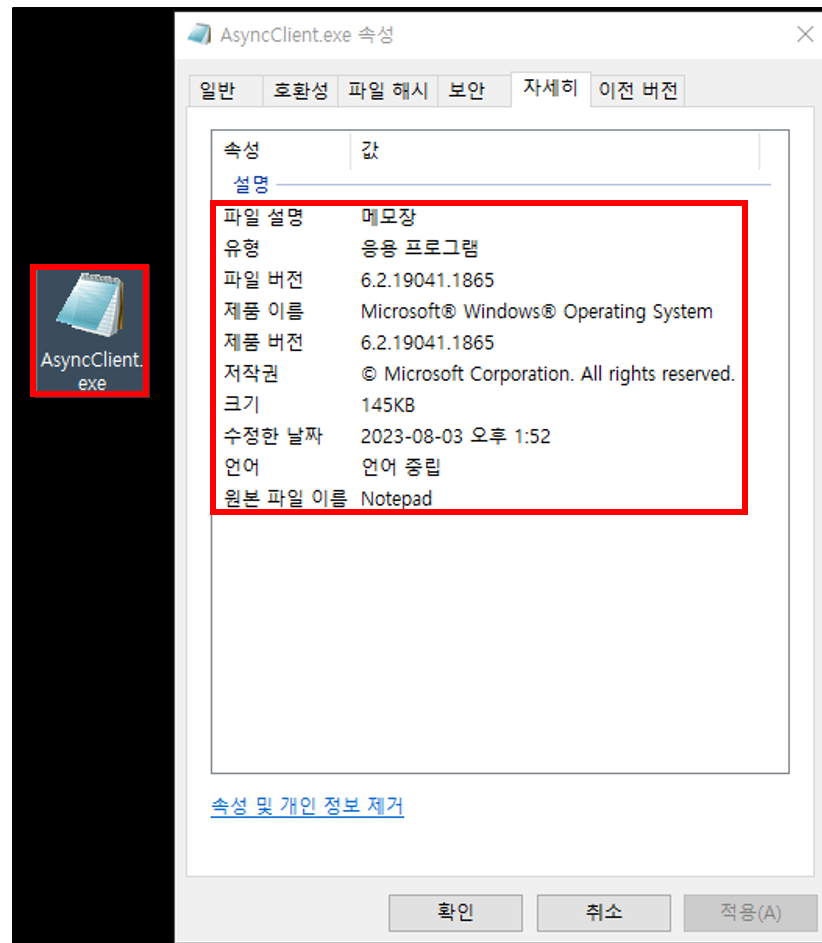 AsyncClient.exe 속성
일반 호환성 파일 해시 보안 자세히 이전 버전
속성 값
설명
파일 설명 메모장
유형 응용 프로그램
파일 버전 6.2.19041.1865
제품 이름 Microsoft® Windows® Operating System
제품 버전 6.2.19041.1865
저작권 © Microsoft Corporation. All rights reserved.
크기 145KB
수정한 날짜 2023-08-03 오후 1:52
언어 언어 중립
원본 파일 이름 Notepad
AsyncClient.
exe
속성 및 개인 정보 제거
확인 취소 적용(A)